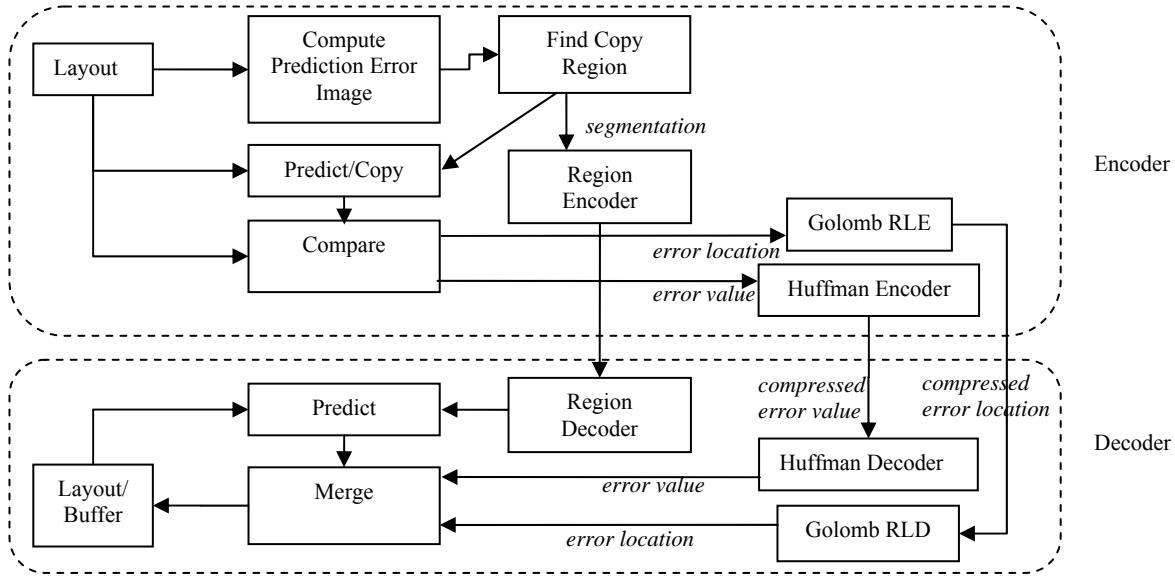 Layout
Compute
Prediction Error
Image
Find Copy
Region
segmentation
Predict/Copy
Region
Encoder
Encoder
Compare
Golomb RLE
error location
error value
Huffman Encoder
compressed
error value
compressed
error location
Predict
Region
Decoder
Decoder
Huffman Decoder
Layout/
Buffer
Merge
error value
Golomb RLD
error location